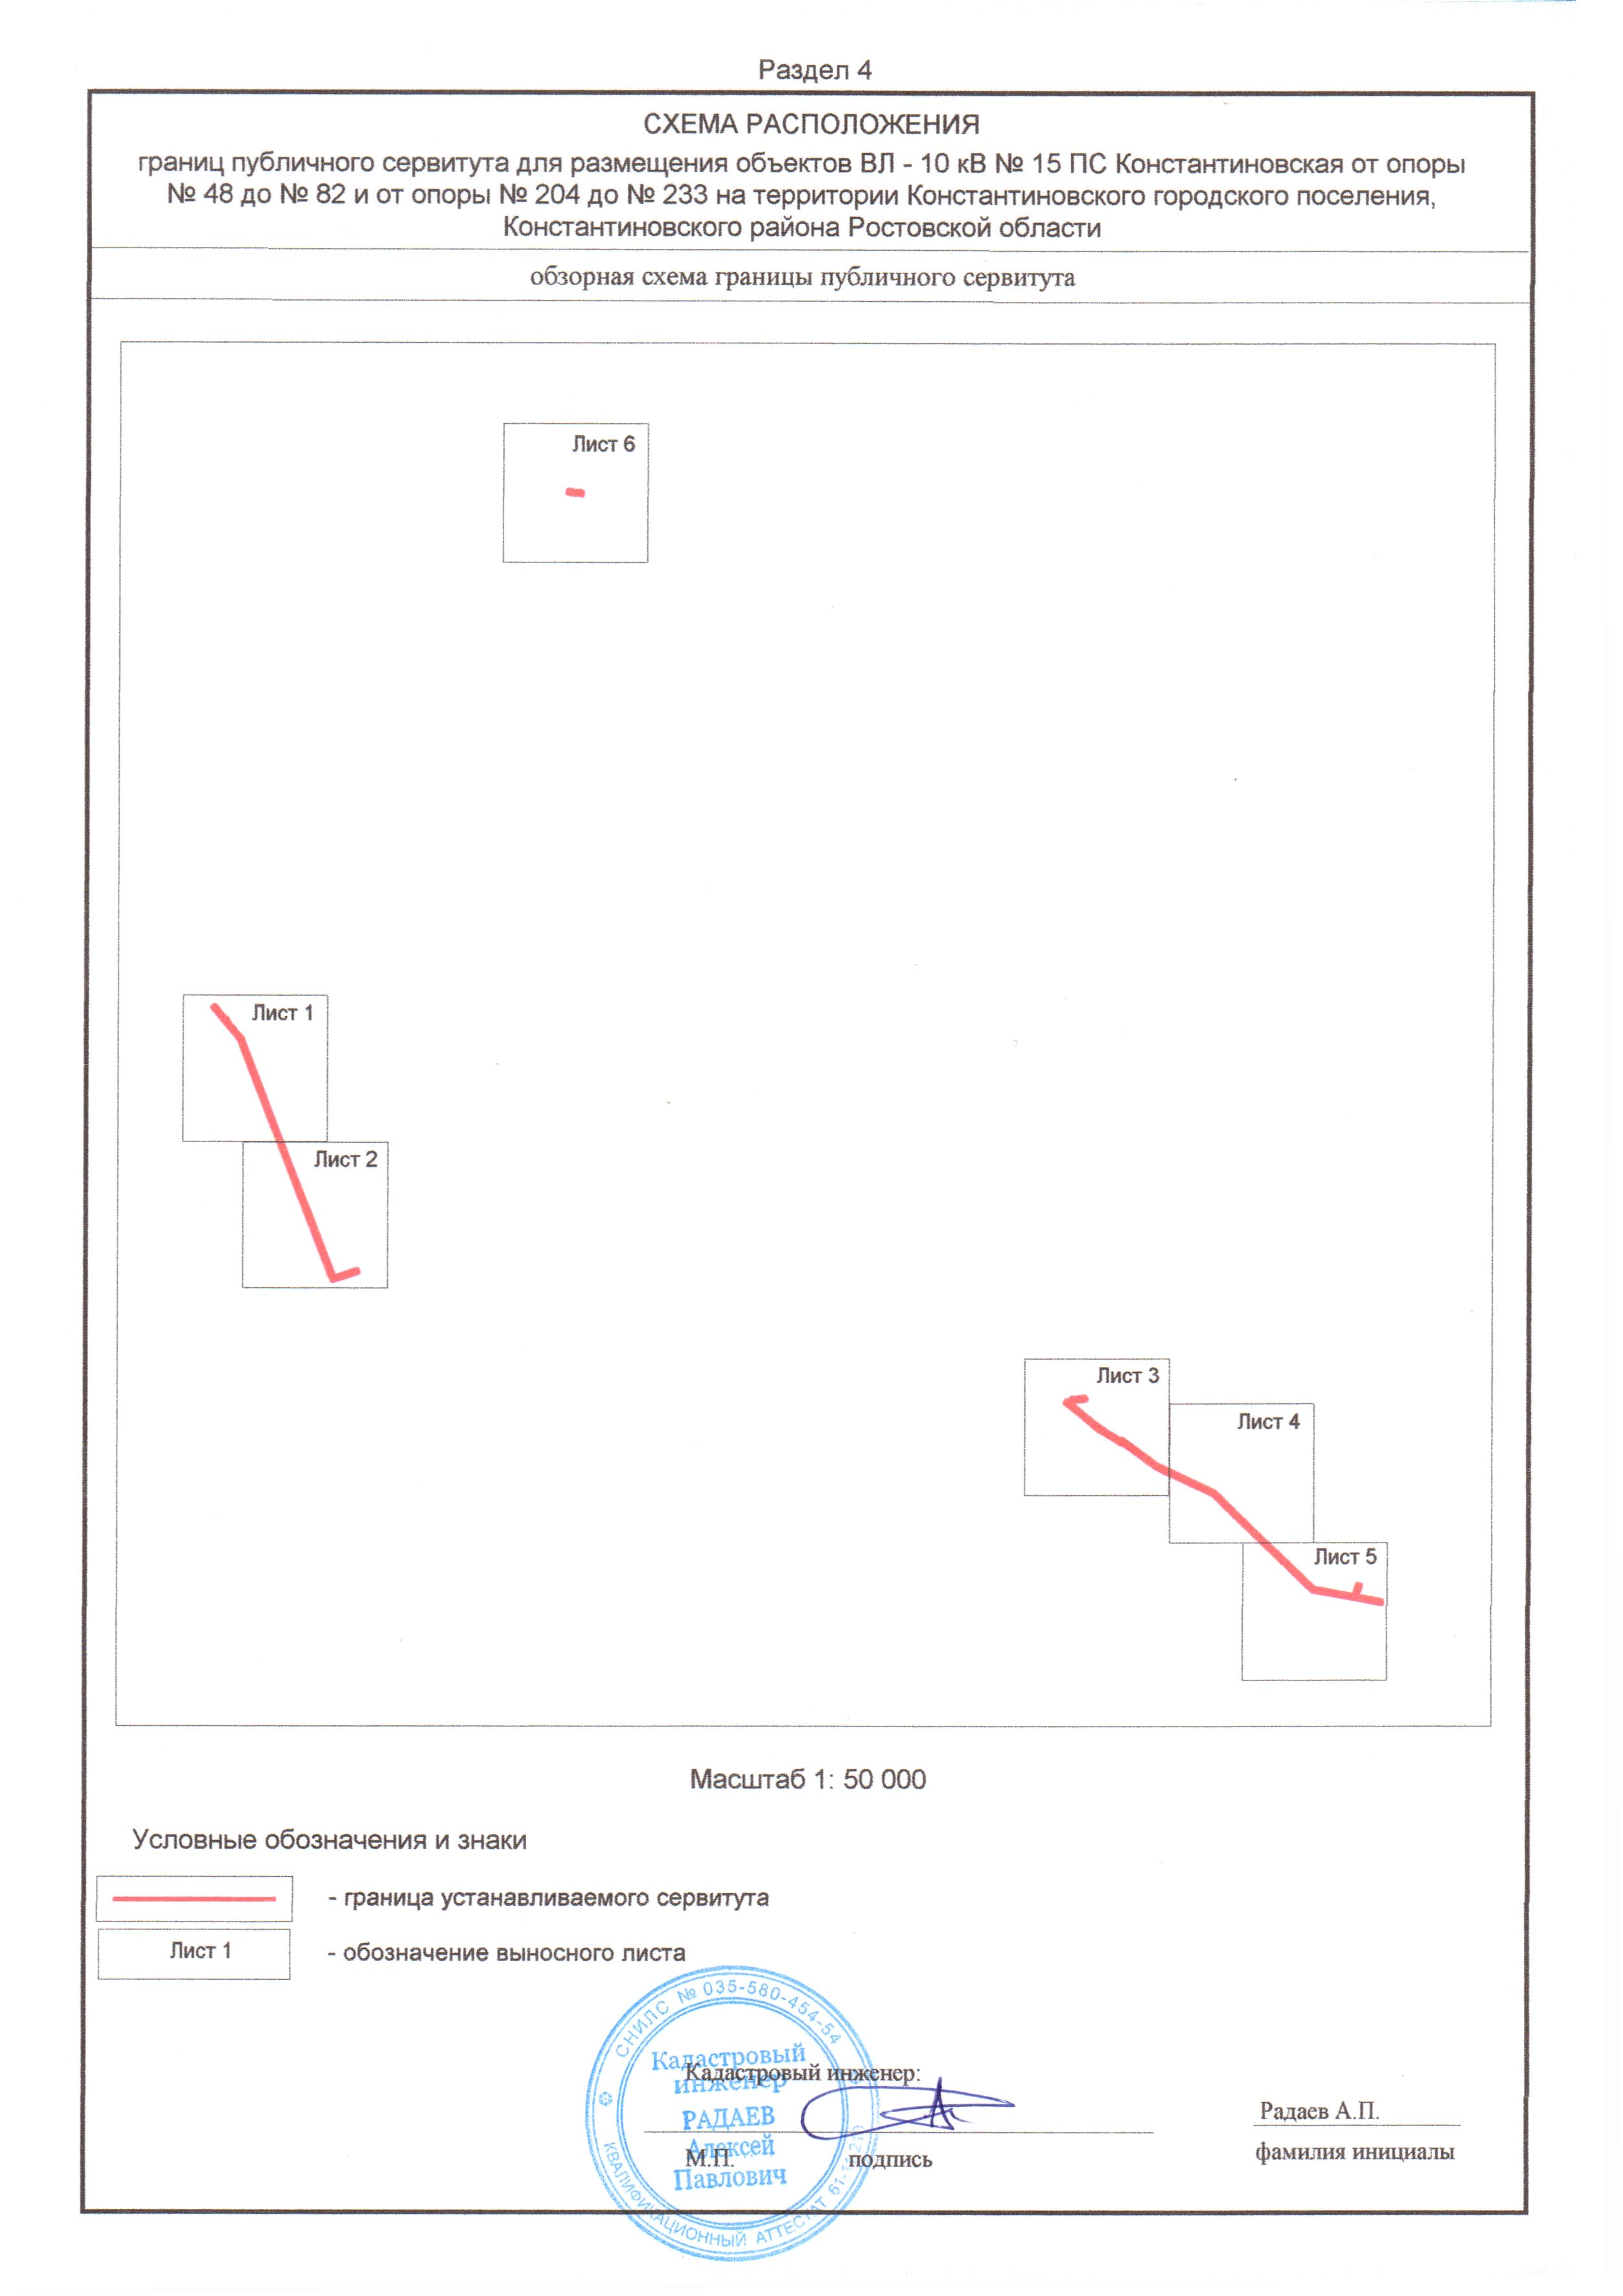 Раздел 4
СХЕМА РАСПОЛОЖЕНИЯ
границ публичного сервитута для размещения объектов ВЛ - 10 кВ № 15 ПС Константиновская от опоры
№ 48 до № 82 и от опоры № 204 до № 233 на территории Константиновского городского поселения,
Константиновского района Ростовской области
обзорная схема границы публичного сервитута
Лист 6
Лист 1
Лист 2
Лист 3
Лист 4
Лист 5
Масштаб 1: 50 000
Условные обозначения и знаки
- граница устанавливаемого сервитута
Лист 1
- обозначение выносного листа
СНИЛС № 035-580-454-54
Кадастровый
инженер
РАДАЕВ
Алексей
Павлович
КВАЛИФИКАЦИОННЫЙ АТТЕСТАТ
Кадастровый инженер:
Радаев А.П.
М.П.
подпись
фамилия инициалы